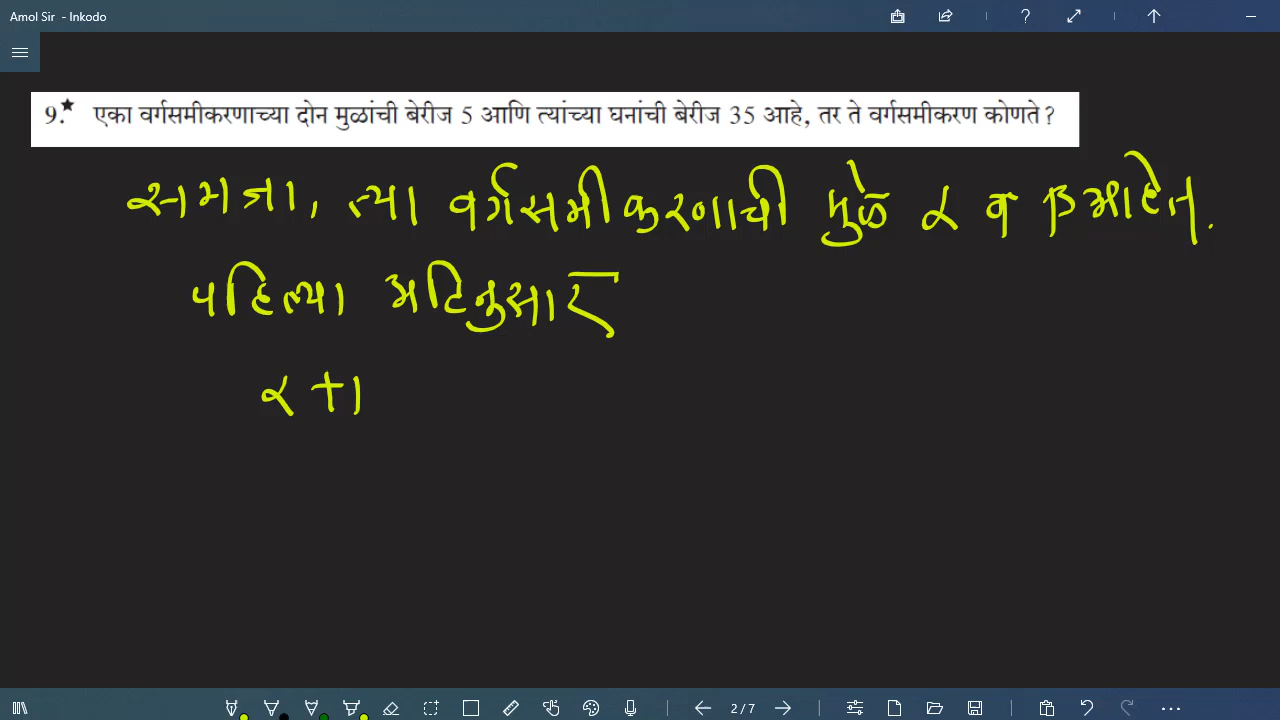 Amol Sir - Inkodo
9.★ एका वर्गसमीकरणाच्या दोन मुळांची बेरीज 5 आणि त्यांच्या घनांची बेरीज 35 आहे, तर ते वर्गसमीकरण कोणते ?
समजा, त्या वर्गसमीकरणाची मुळे α व β आहेत.
पहिल्या अटिनुसार
α +
2 / 7